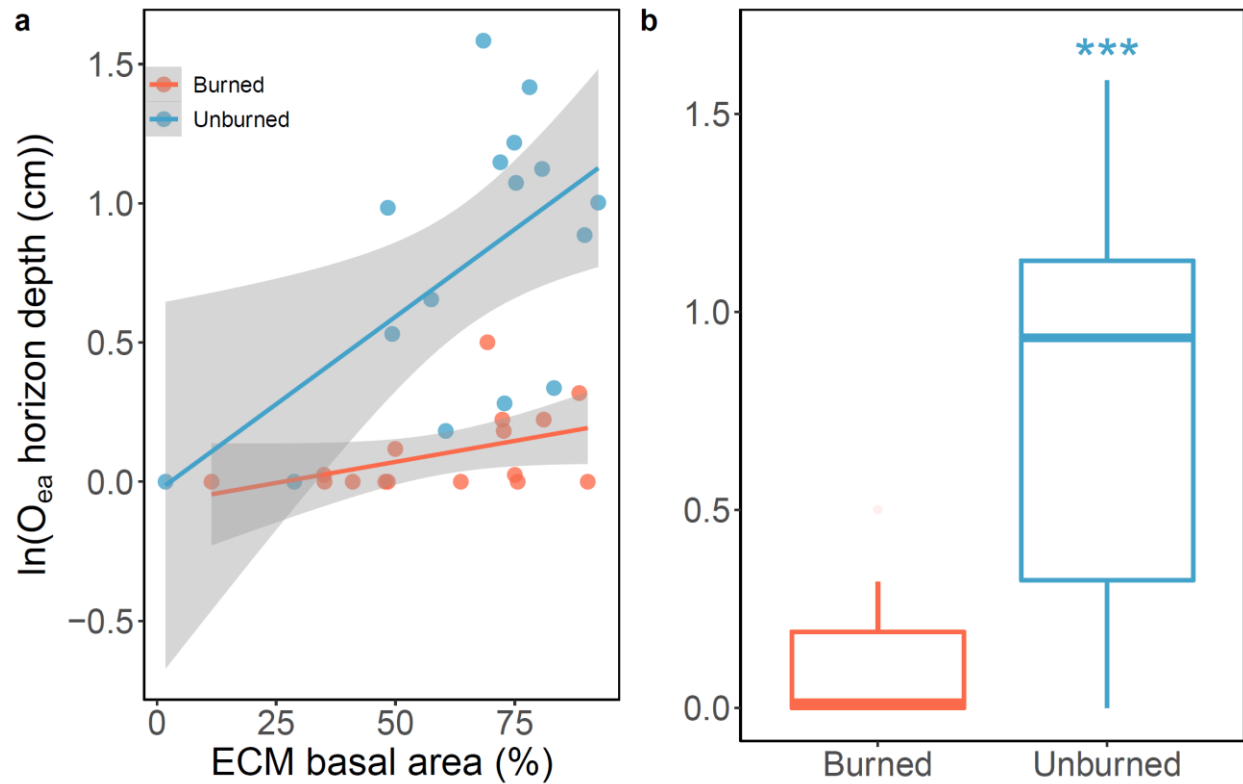 a
Burned
Unburned
1.5
1.0
0.5
0.0
−0.5
ln(Oea horizon depth (cm))
0 25 50 75
ECM basal area (%)
b
***
1.5
1.0
0.5
0.0
Burned Unburned